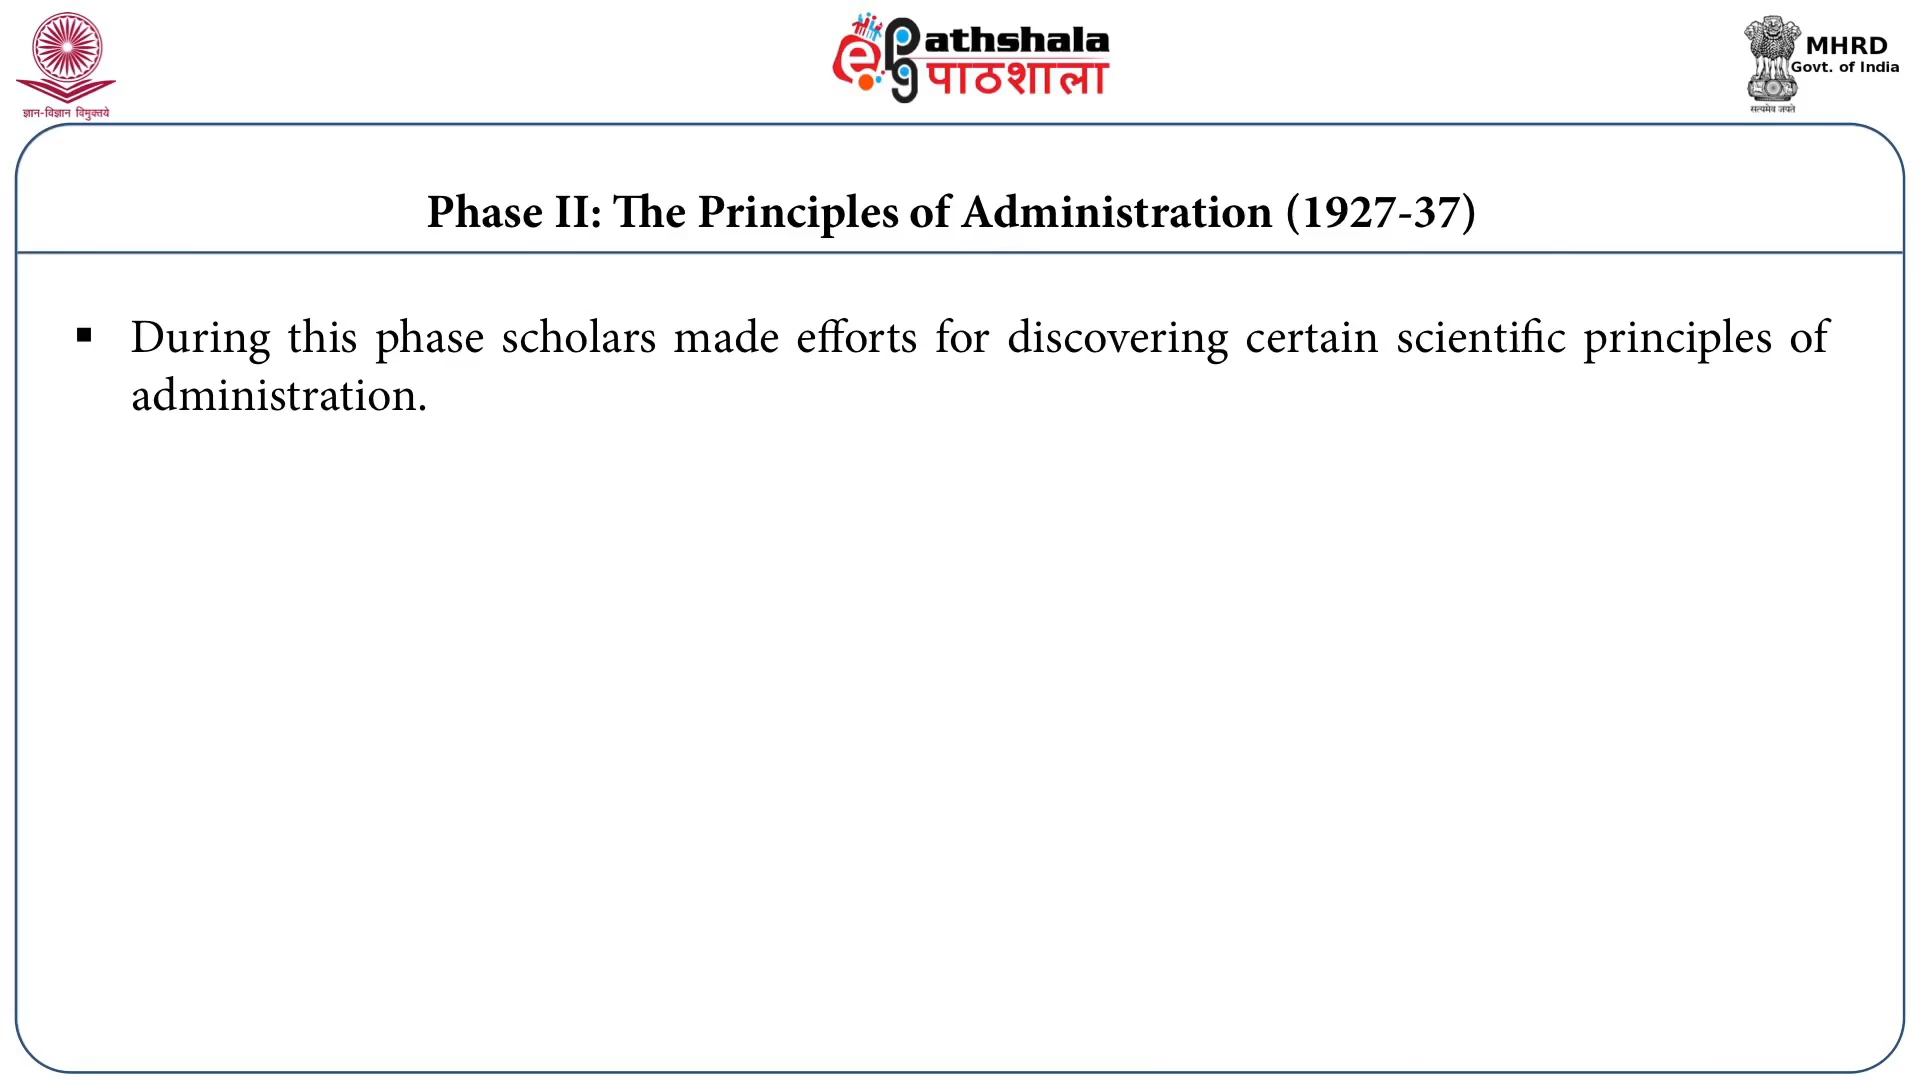 ज्ञान-विज्ञान विमुक्तये
e pg Pathshala
पाठशाला
MHRD
Govt. of India
सत्यमेव जयते
Phase II: The Principles of Administration (1927-37)
▪ During this phase scholars made efforts for discovering certain scientific principles of
administration.